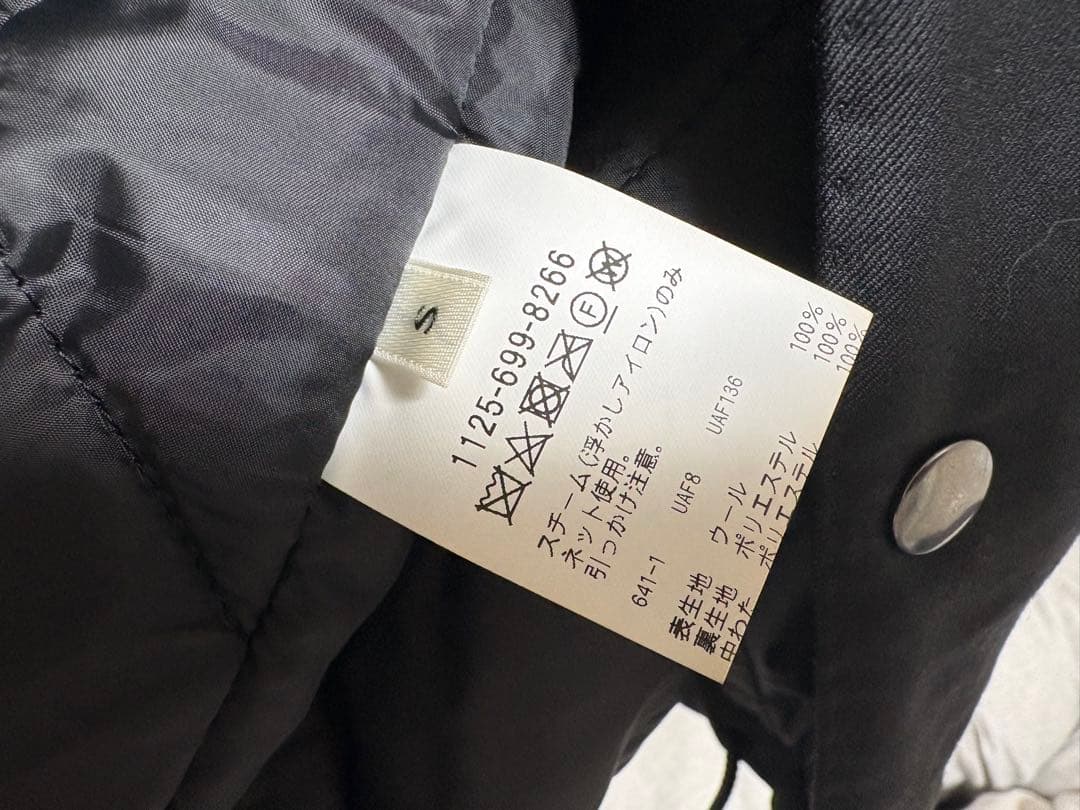 S
1125-699-8266
F
W
スチーム(浮かしアイロン)のみ
ネット使用。
引っかけ注意。
641-1 UAF8 UAF136
表生地 ウール 100%
裏生地 ポリエステル 100%
中わた ポリエステル 100%